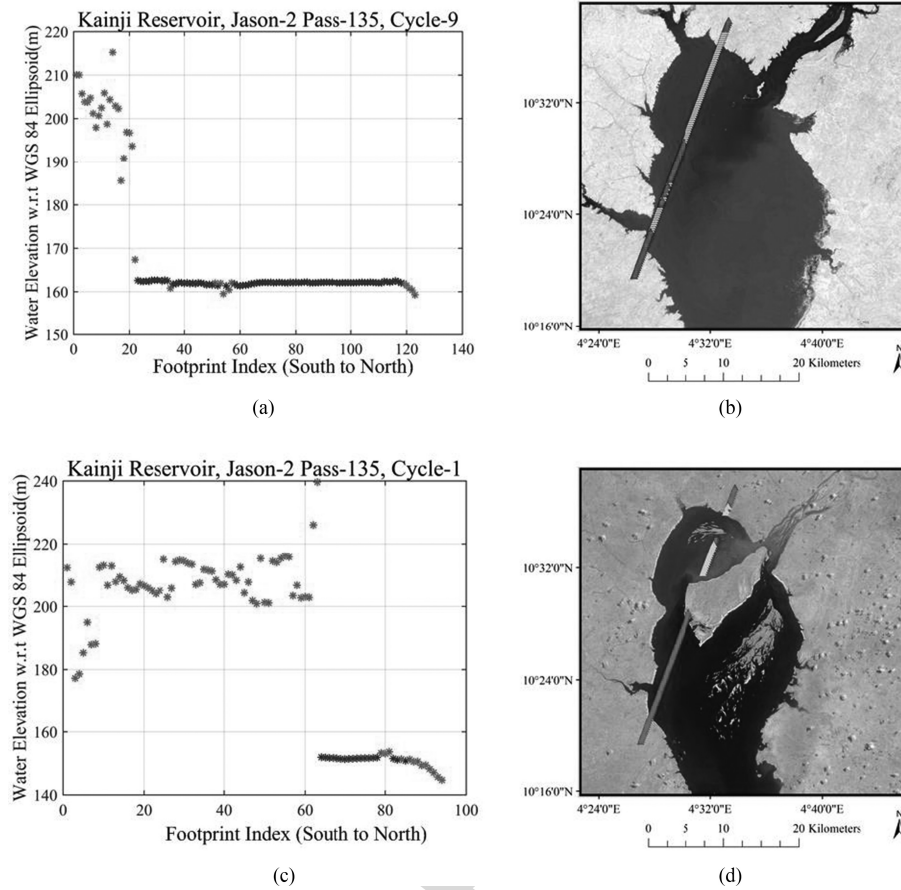 Kainji Reservoir, Jason-2 Pass-135, Cycle-9
Water Elevation w.r.t WGS 84 Ellipsoid(m)
220
210
200
190
180
170
160
150
0 20 40 60 80 100 120 140
Footprint Index (South to North)
(a)
10°32'0"N
10°24'0"N
10°16'0"N
4°24'0"E 4°32'0"E 4°40'0"E
0 5 10 20 Kilometers
N
(b)
Kainji Reservoir, Jason-2 Pass-135, Cycle-1
Water Elevation w.r.t WGS 84 Ellipsoid(m)
240
220
200
180
160
140
0 20 40 60 80 100
Footprint Index (South to North)
(c)
10°32'0"N
10°24'0"N
10°16'0"N
4°24'0"E 4°32'0"E 4°40'0"E
0 5 10 20 Kilometers
N
(d)